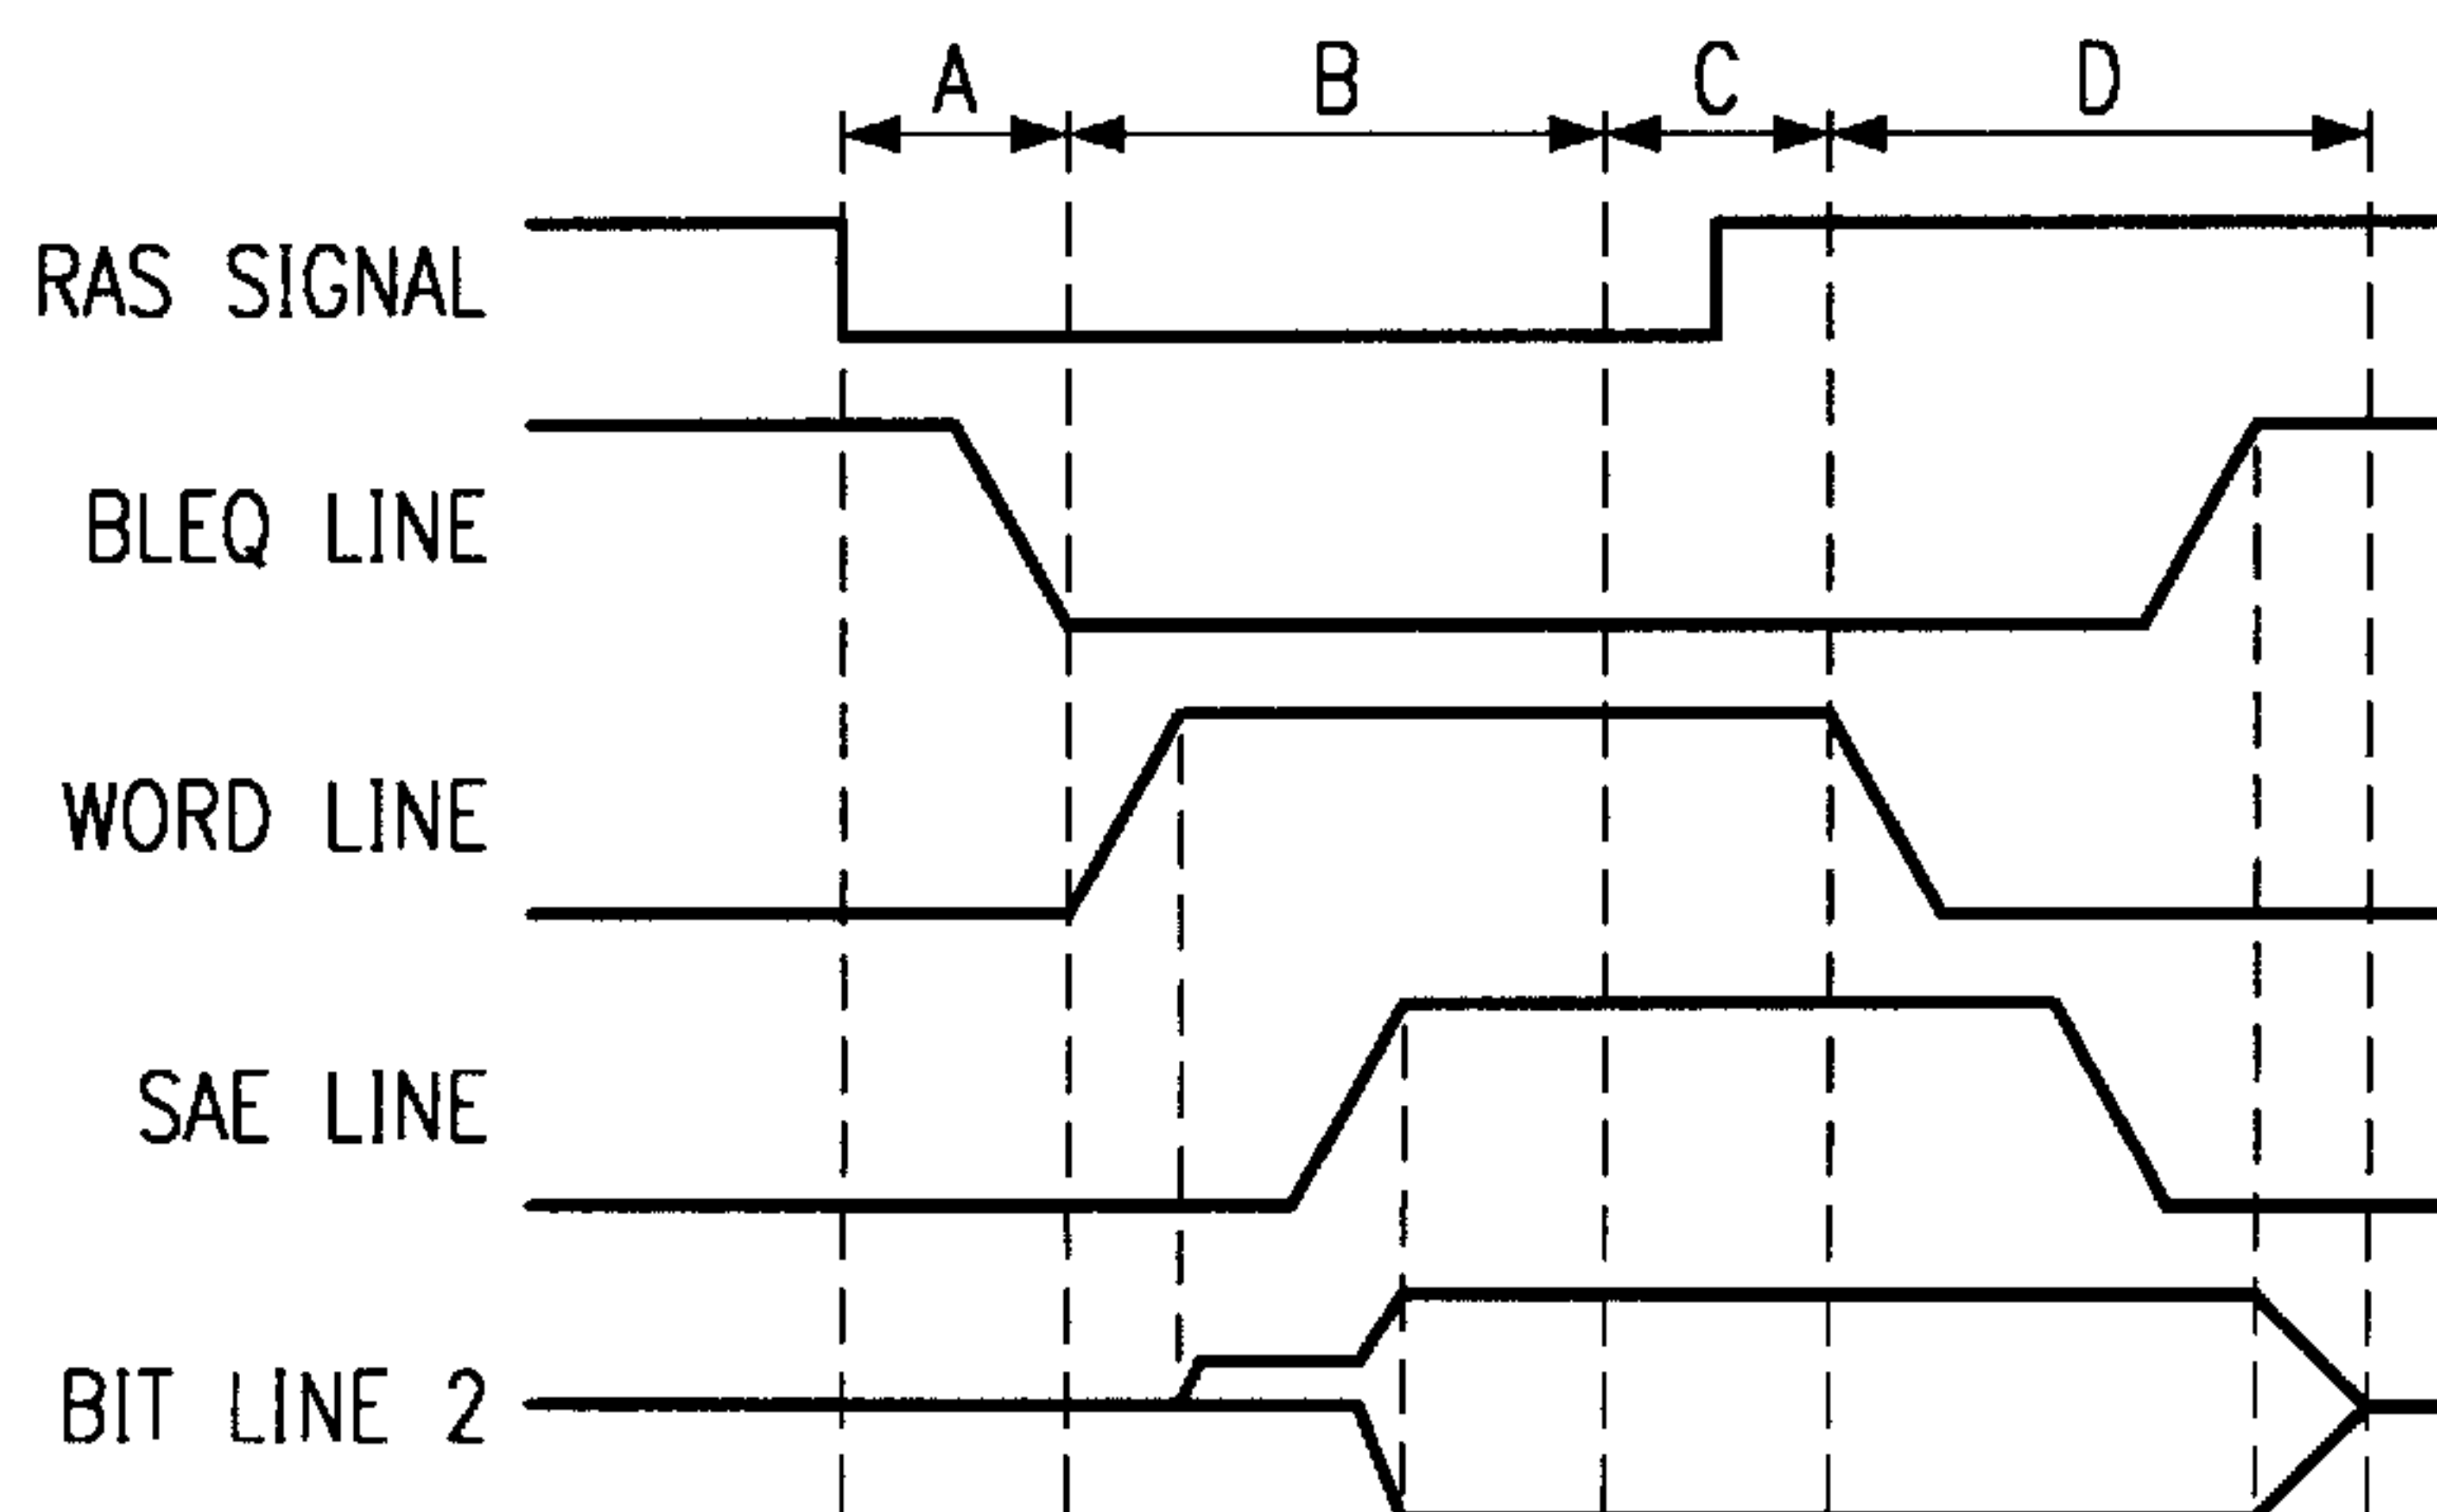 A B C D
RAS SIGNAL
BLEQ LINE
WORD LINE
SAE LINE
BIT LINE 2